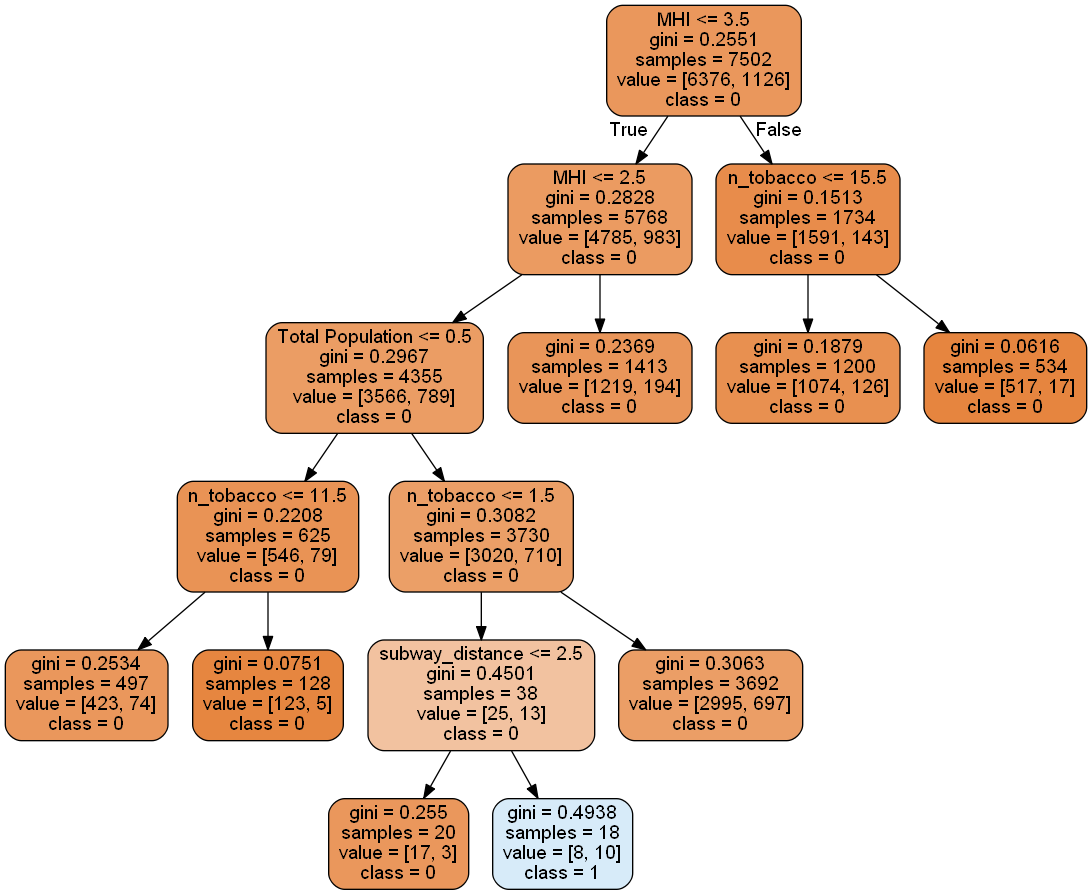 MHI <= 3.5
gini = 0.2551
samples = 7502
value = [6376, 1126]
class = 0
True
False
MHI <= 2.5
gini = 0.2828
samples = 5768
value = [4785, 983]
class = 0
n_tobacco <= 15.5
gini = 0.1513
samples = 1734
value = [1591, 143]
class = 0
Total Population <= 0.5
gini = 0.2967
samples = 4355
value = [3566, 789]
class = 0
gini = 0.2369
samples = 1413
value = [1219, 194]
class = 0
gini = 0.1879
samples = 1200
value = [1074, 126]
class = 0
gini = 0.0616
samples = 534
value = [517, 17]
class = 0
n_tobacco <= 11.5
gini = 0.2208
samples = 625
value = [546, 79]
class = 0
n_tobacco <= 1.5
gini = 0.3082
samples = 3730
value = [3020, 710]
class = 0
gini = 0.2534
samples = 497
value = [423, 74]
class = 0
gini = 0.0751
samples = 128
value = [123, 5]
class = 0
subway_distance <= 2.5
gini = 0.4501
samples = 38
value = [25, 13]
class = 0
gini = 0.3063
samples = 3692
value = [2995, 697]
class = 0
gini = 0.255
samples = 20
value = [17, 3]
class = 0
gini = 0.4938
samples = 18
value = [8, 10]
class = 1